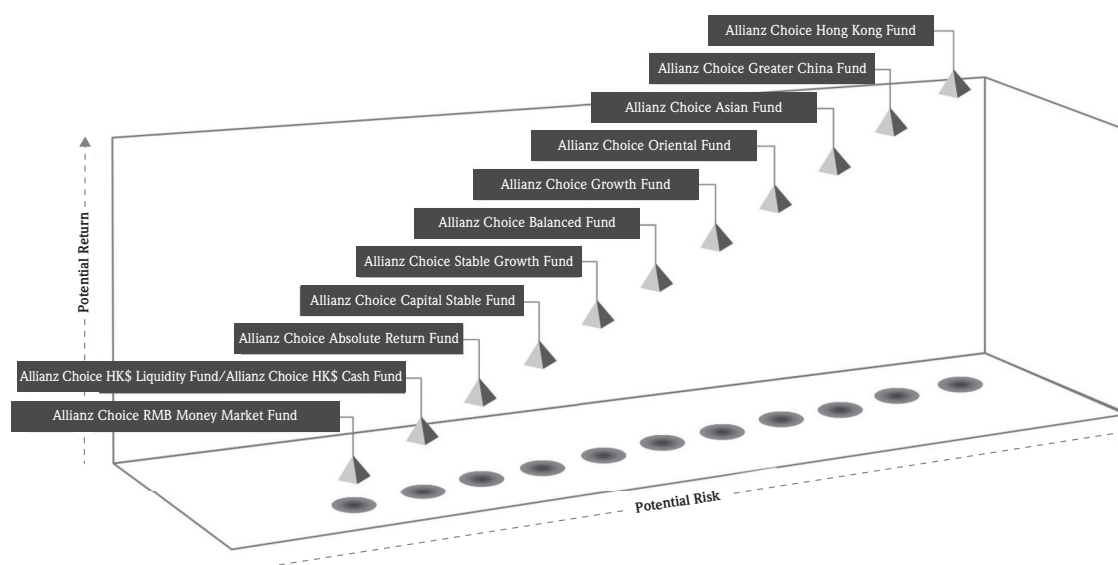 Allianz Choice Hong Kong Fund
Allianz Choice Greater China Fund
Allianz Choice Asian Fund
Allianz Choice Oriental Fund
Allianz Choice Growth Fund
Allianz Choice Balanced Fund
Allianz Choice Stable Growth Fund
Allianz Choice Capital Stable Fund
Allianz Choice Absolute Return Fund
Allianz Choice HK$ Liquidity Fund/Allianz Choice HK$ Cash Fund
Allianz Choice RMB Money Market Fund
Potential Return
Potential Risk